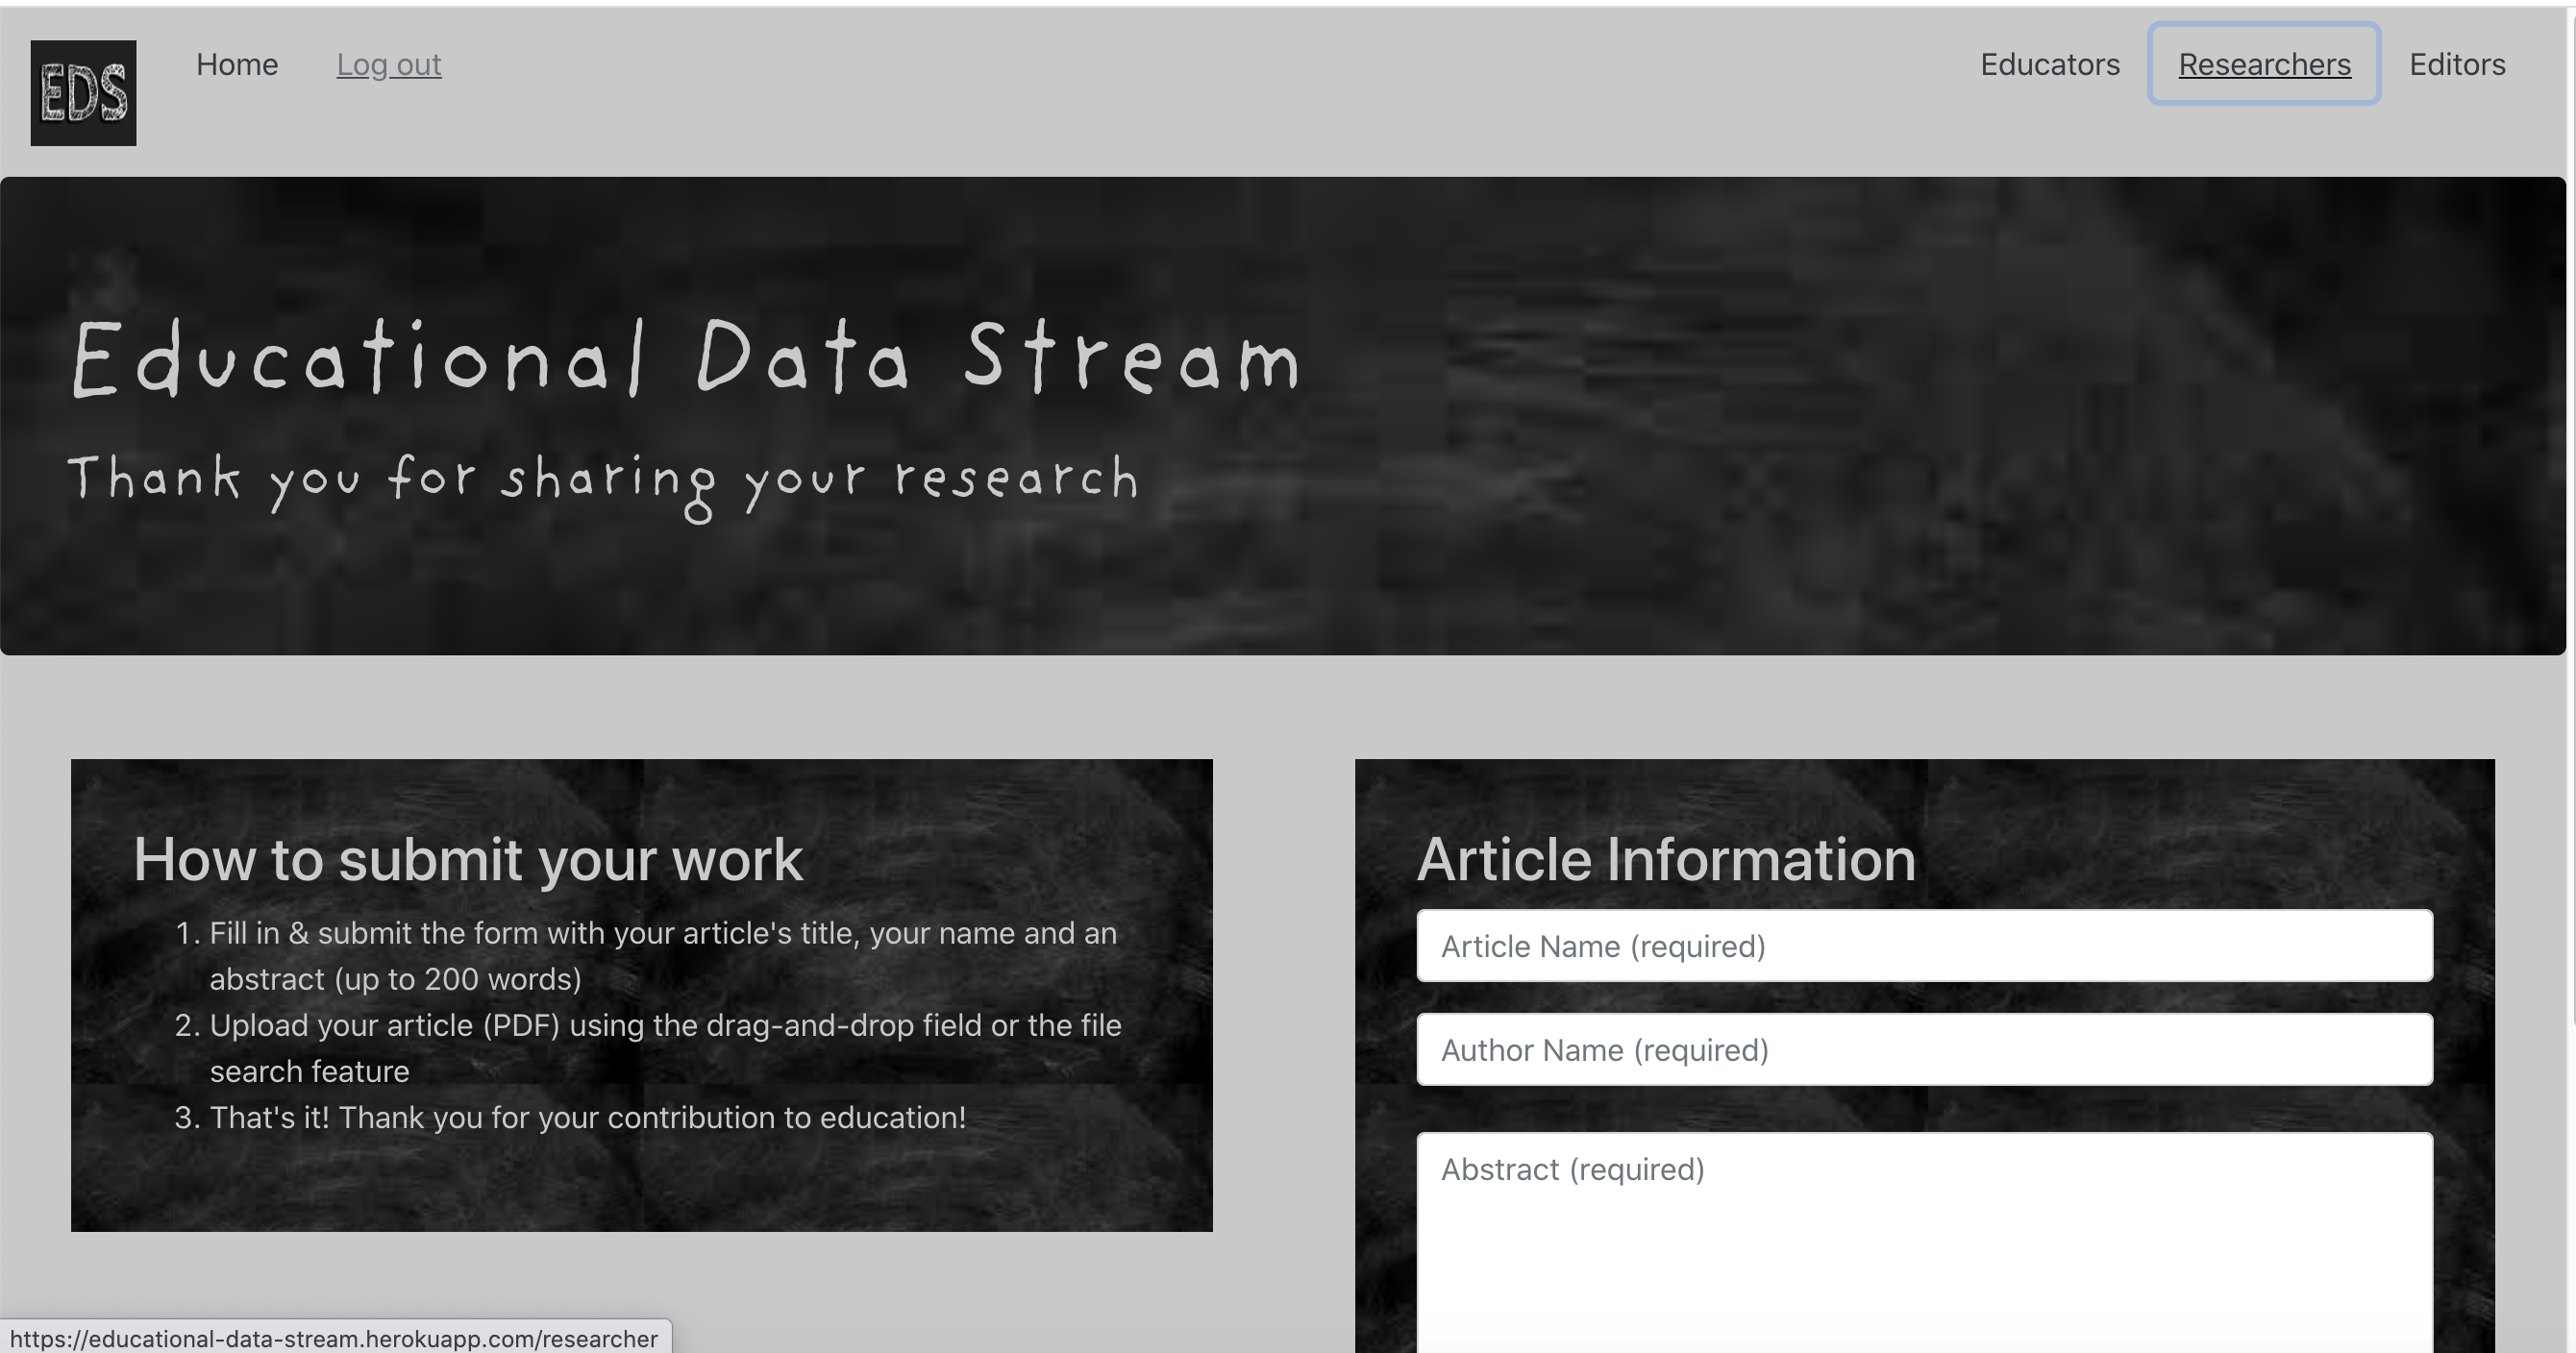 EDS
Home
Log out
Educators
Researchers
Editors
Educational Data Stream
Thank you for sharing your research
How to submit your work
1. Fill in & submit the form with your article's title, your name and an
abstract (up to 200 words)
2. Upload your article (PDF) using the drag-and-drop field or the file
search feature
3. That's it! Thank you for your contribution to education!
Article Information
Article Name (required)
Author Name (required)
Abstract (required)
https://educational-data-stream.herokuapp.com/researcher